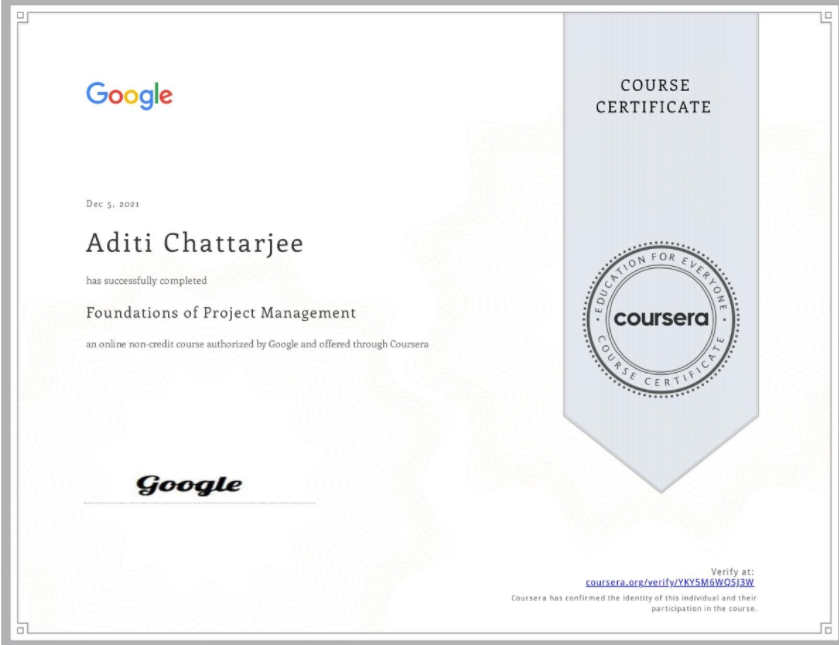 Google
COURSE
CERTIFICATE
Dec 5, 2021
Aditi Chattarjee
has successfully completed
Foundations of Project Management
an online non-credit course authorized by Google and offered through Coursera
EDUCATION FOR EVERYONE
coursera
COURSE CERTIFICATE
Google
Verify at:
coursera.org/verify/YKY5M6WQSJ3W
Coursera has confirmed the identity of this individual and their
participation in the course.